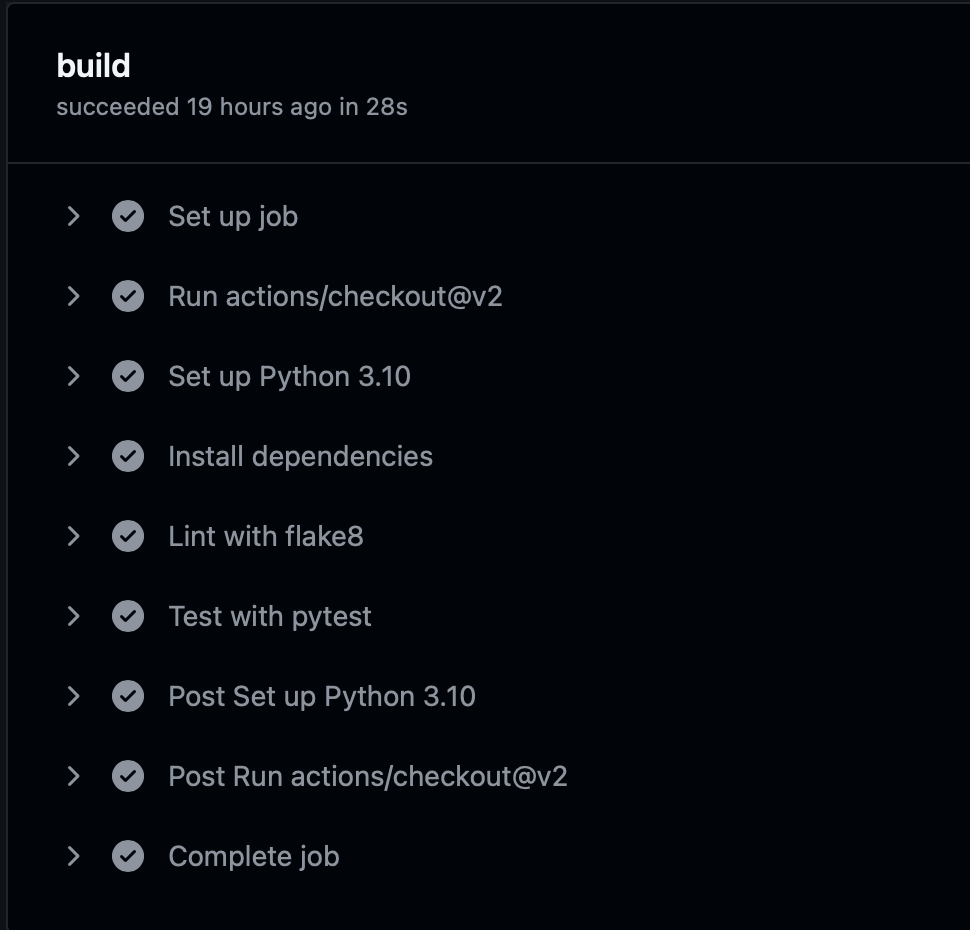 build
succeeded 19 hours ago in 28s
Set up job
Run actions/checkout@v2
Set up Python 3.10
Install dependencies
Lint with flake8
Test with pytest
Post Set up Python 3.10
Post Run actions/checkout@v2
Complete job